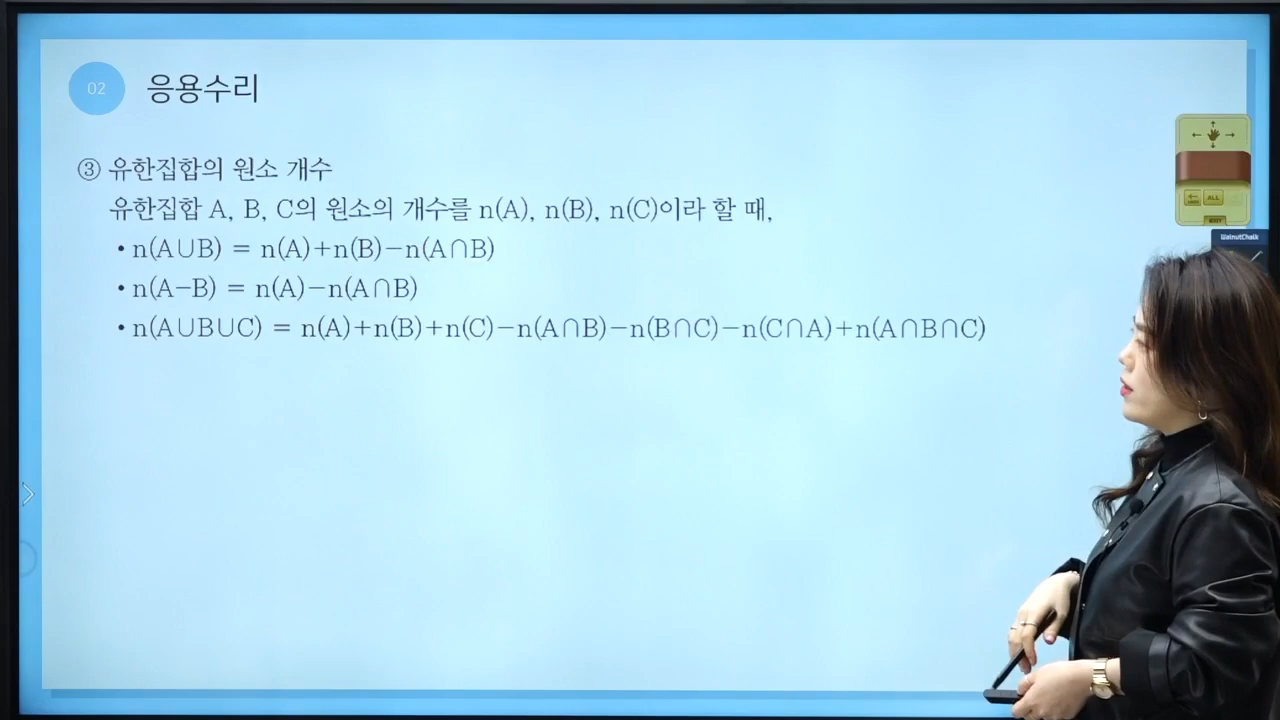 02 응용수리
③ 유한집합의 원소 개수
유한집합 A, B, C의 원소의 개수를 n(A), n(B), n(C)이라 할 때,
• n(A∪B) = n(A)+n(B)−n(A∩B)
• n(A−B) = n(A)−n(A∩B)
• n(A∪B∪C) = n(A)+n(B)+n(C)−n(A∩B)−n(B∩C)−n(C∩A)+n(A∩B∩C)
ALL
WalnutChalk